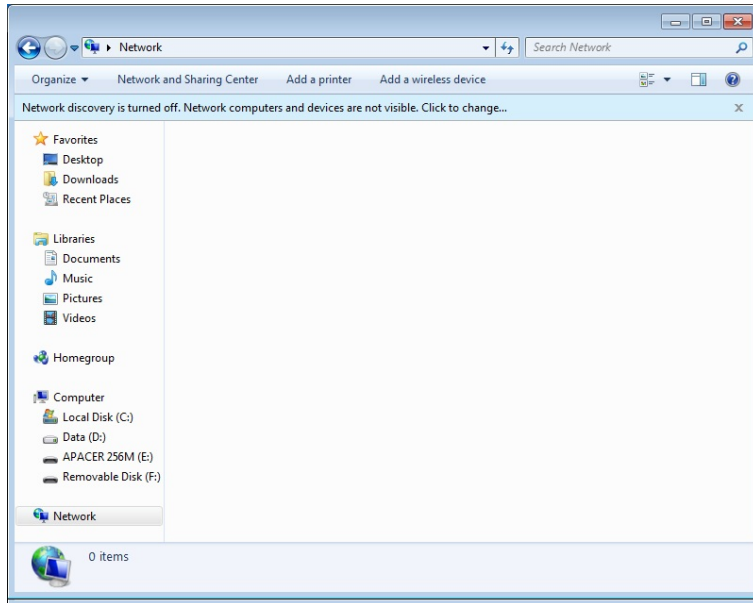 Network
Search Network
Organize Network and Sharing Center Add a printer Add a wireless device
Network discovery is turned off. Network computers and devices are not visible. Click to change...
Favorites
Desktop
Downloads
Recent Places
Libraries
Documents
Music
Pictures
Videos
Homegroup
Computer
Local Disk (C:)
Data (D:)
APACER 256M (E:)
Removable Disk (F:)
Network
0 items